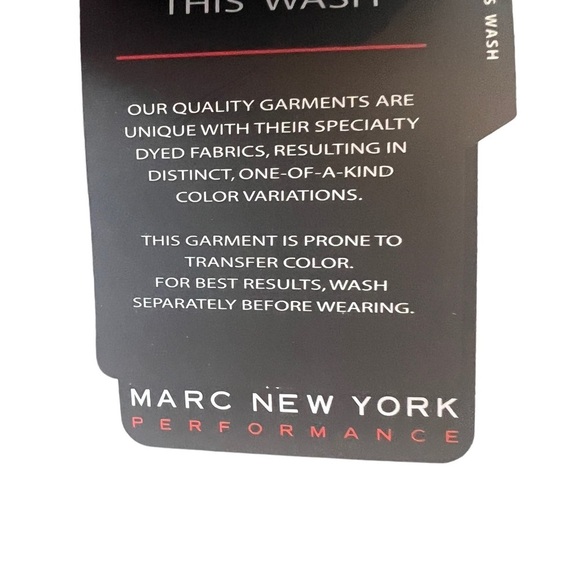 THIS WASH
OUR QUALITY GARMENTS ARE
UNIQUE WITH THEIR SPECIALTY
DYED FABRICS, RESULTING IN
DISTINCT, ONE-OF-A-KIND
COLOR VARIATIONS.
THIS GARMENT IS PRONE TO
TRANSFER COLOR.
FOR BEST RESULTS, WASH
SEPARATELY BEFORE WEARING.
MARC NEW YORK
PERFORMANCE
S WASH